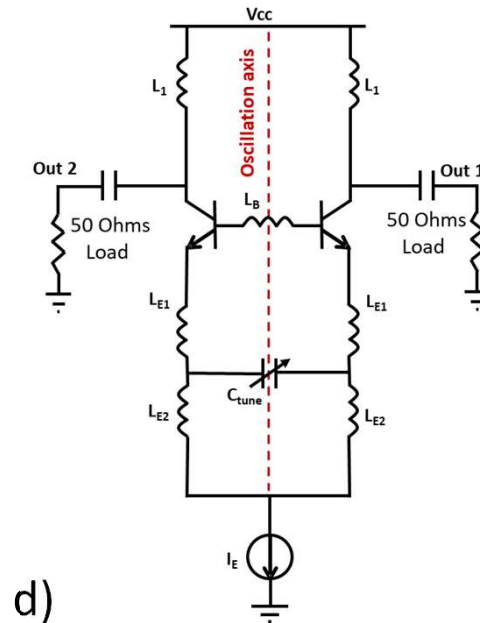 Vcc
L1
L1
Oscillation axis
Out 2
Out 1
LB
50 Ohms
Load
50 Ohms
Load
LE1
LE1
Ctune
LE2
LE2
IE
d)